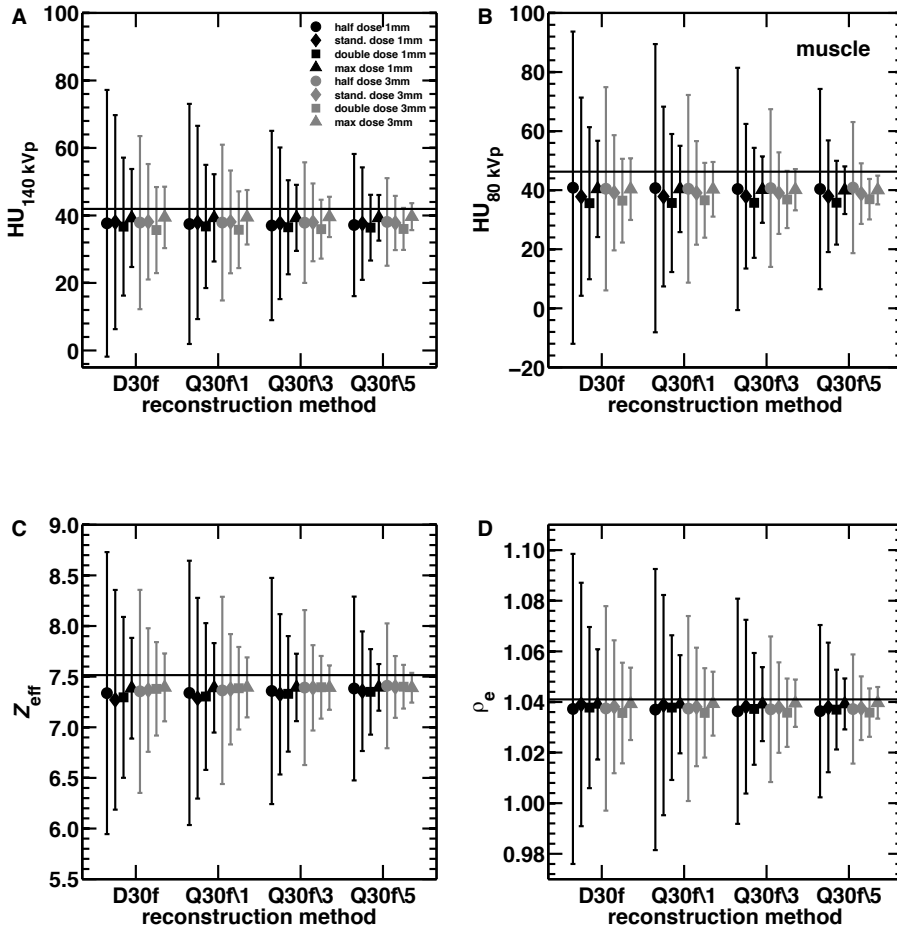 A
100
80
60
40
20
0
HU140 kVp
half dose 1mm
stand. dose 1mm
double dose 1mm
max dose 1mm
half dose 3mm
stand. dose 3mm
double dose 3mm
max dose 3mm
D30f Q30f\1 Q30f\3 Q30f\5
reconstruction method
B
muscle
100
80
60
40
20
0
−20
HU80 kVp
D30f Q30f\1 Q30f\3 Q30f\5
reconstruction method
C
9.0
8.5
8.0
7.5
7.0
6.5
6.0
5.5
Zeff
D30f Q30f\1 Q30f\3 Q30f\5
reconstruction method
D
1.10
1.08
1.06
1.04
1.02
1.00
0.98
ρe
D30f Q30f\1 Q30f\3 Q30f\5
reconstruction method